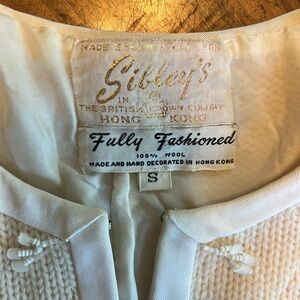 MADE EXCLUSIVELY FOR
Sibley's
IN
THE BRITISH CROWN COLONY
HONG KONG
Fully Fashioned
100% WOOL
MADE AND HAND DECORATED IN HONG KONG
S